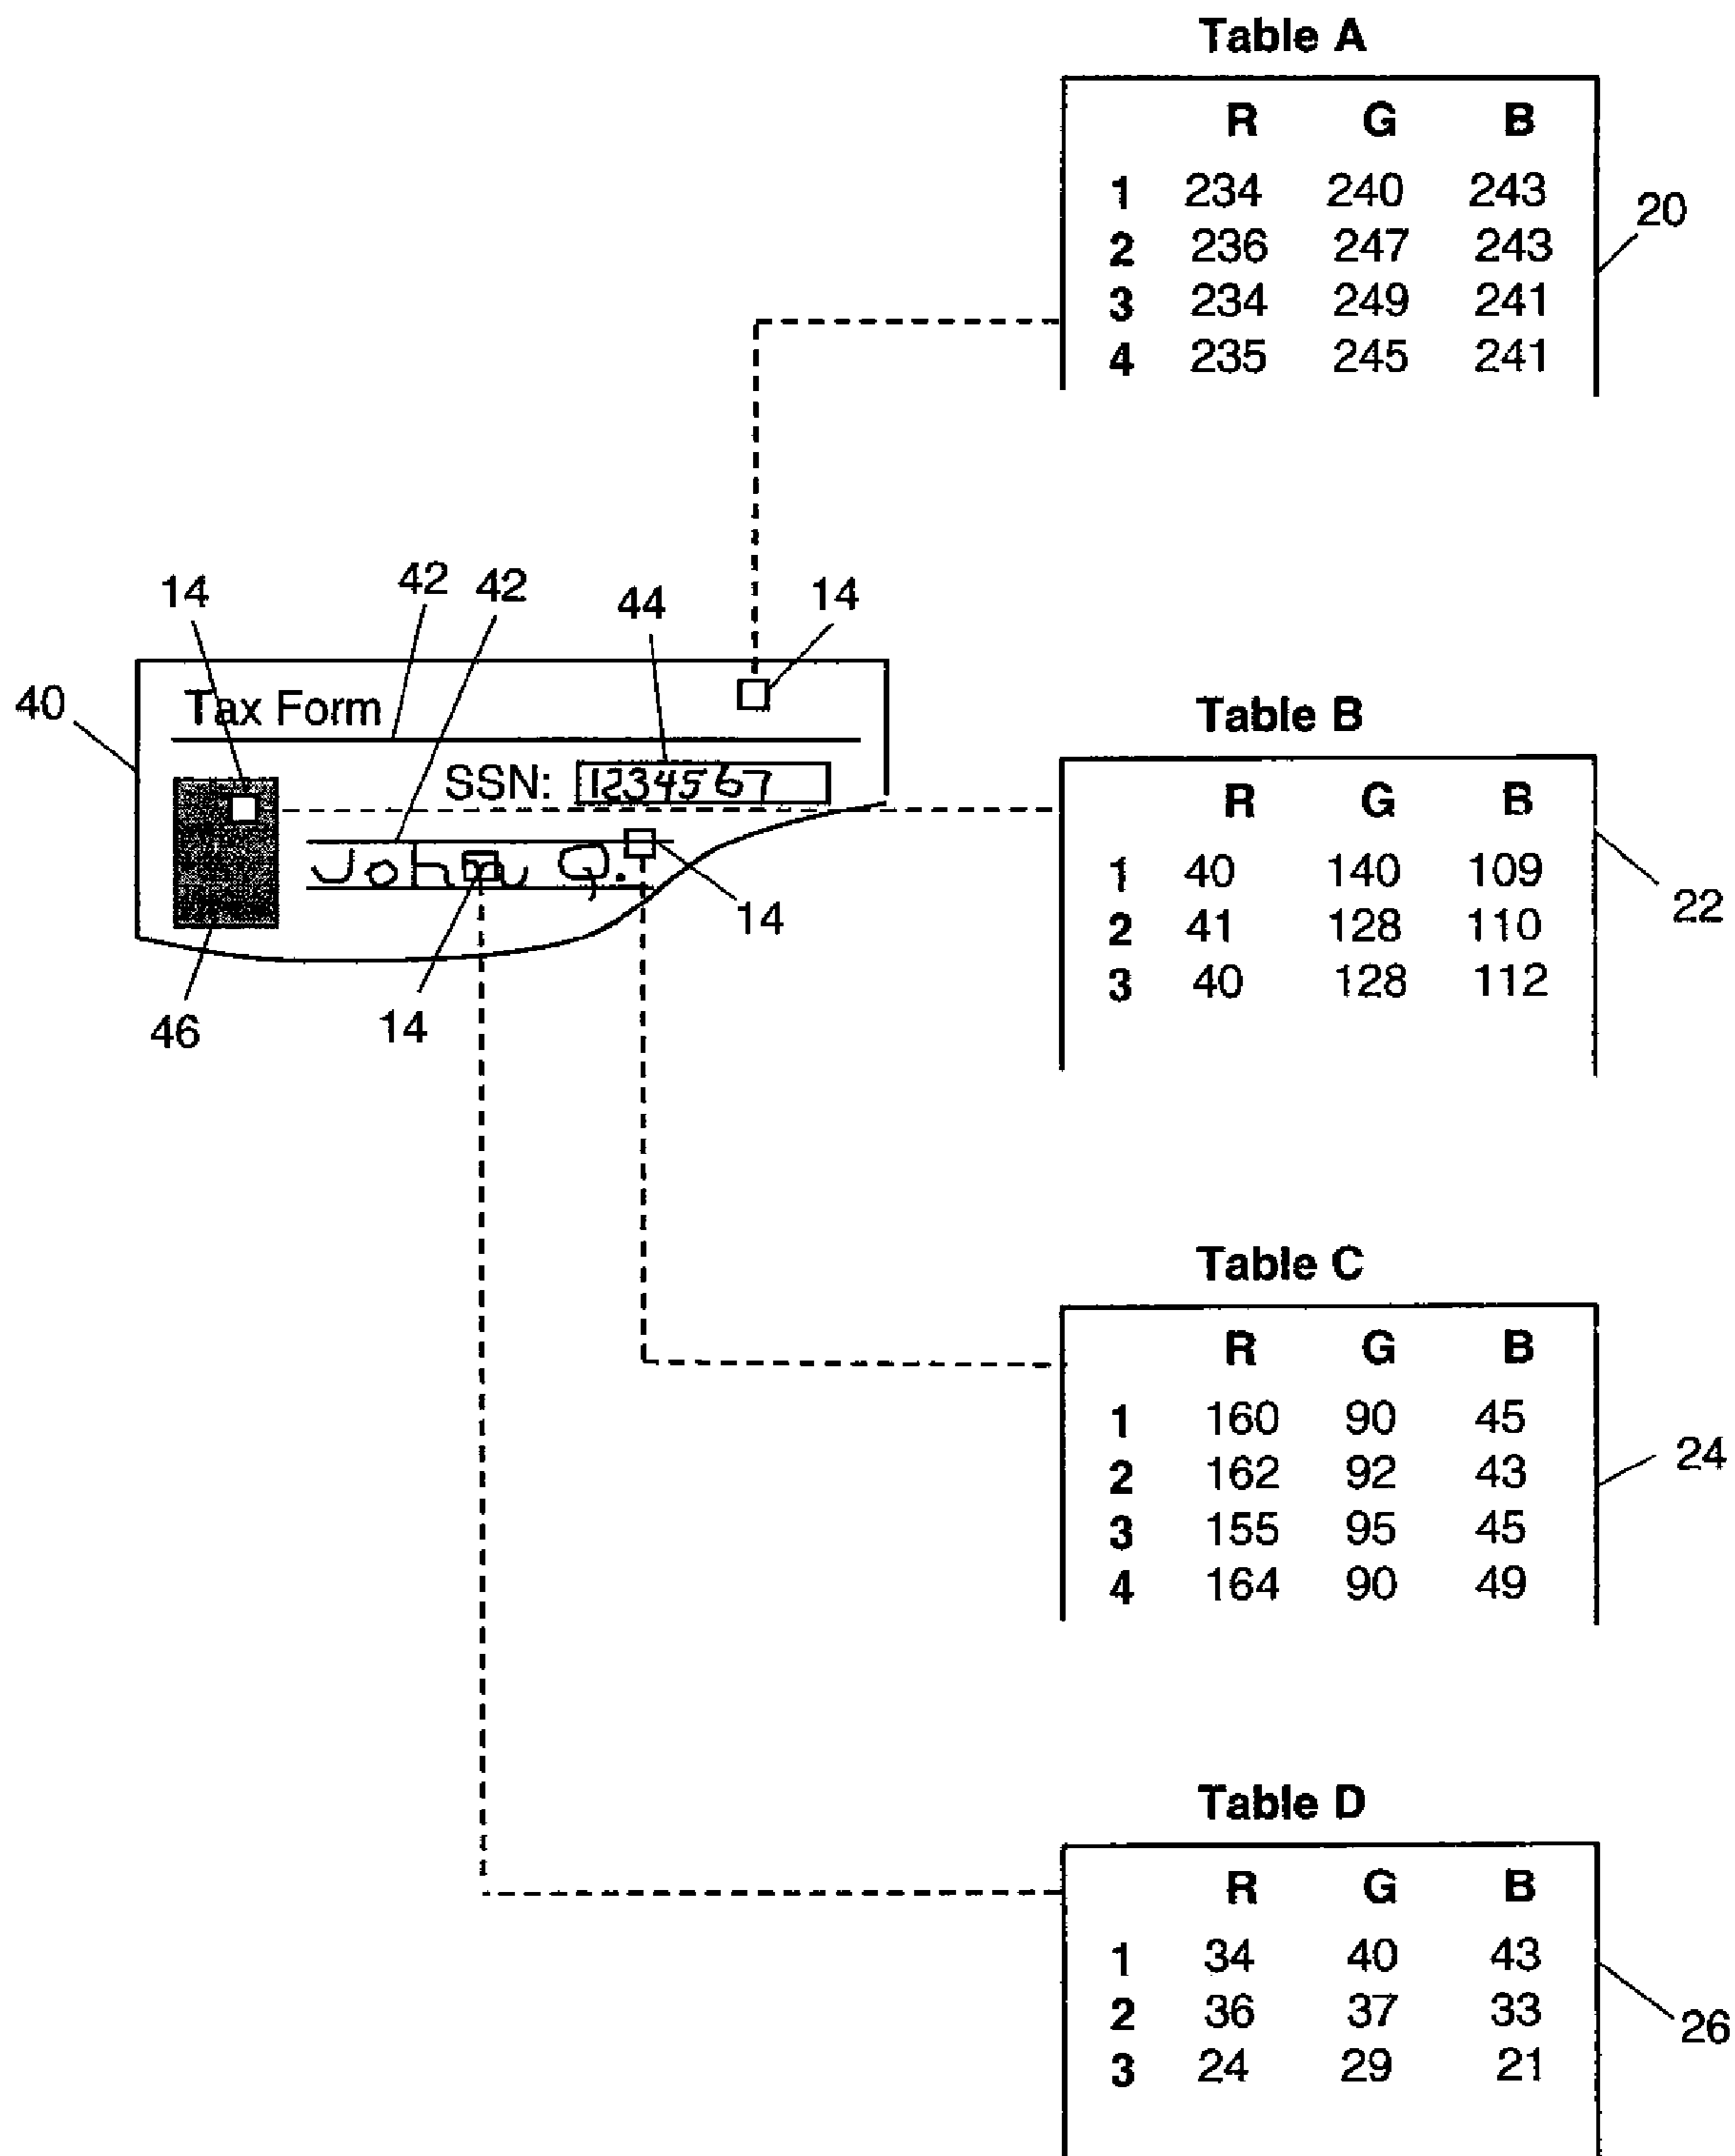 Table A
R G B
1 234 240 243
2 236 247 243
3 234 249 241
4 235 245 241
20
14 42 42 44 14
40
Tax Form
SSN: 1234567
John Q.
14
14
46
Table B
R G B
1 40 140 109
2 41 128 110
3 40 128 112
22
Table C
R G B
1 160 90 45
2 162 92 43
3 155 95 45
4 164 90 49
24
Table D
R G B
1 34 40 43
2 36 37 33
3 24 29 21
26